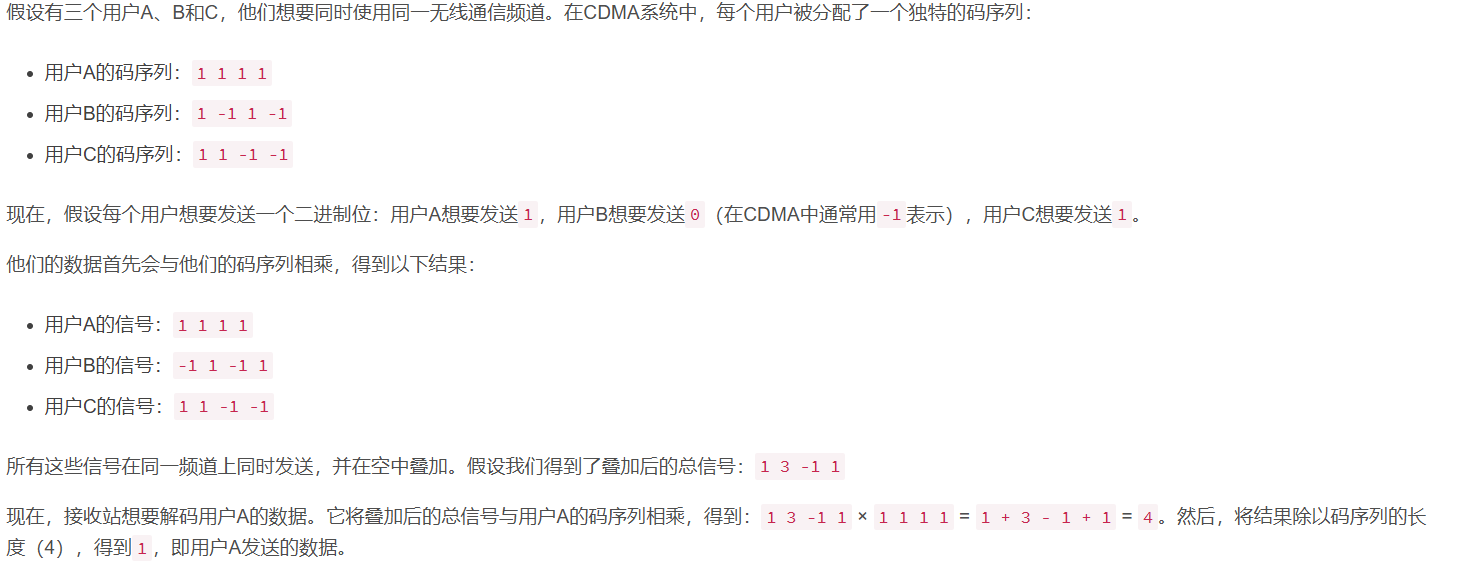 假设有三个用户A、B和C，他们想要同时使用同一无线通信频道。在CDMA系统中，每个用户被分配了一个独特的码序列：
• 用户A的码序列：1 1 1 1
• 用户B的码序列：1 -1 1 -1
• 用户C的码序列：1 1 -1 -1
现在，假设每个用户想要发送一个二进制位：用户A想要发送1，用户B想要发送0（在CDMA中通常用-1表示），用户C想要发送1。
他们的数据首先会与他们的码序列相乘，得到以下结果：
• 用户A的信号：1 1 1 1
• 用户B的信号：-1 1 -1 1
• 用户C的信号：1 1 -1 -1
所有这些信号在同一频道上同时发送，并在空中叠加。假设我们得到了叠加后的总信号：1 3 -1 1
现在，接收站想要解码用户A的数据。它将叠加后的总信号与用户A的码序列相乘，得到：1 3 -1 1 × 1 1 1 1 = 1 + 3 - 1 + 1 = 4。然后，将结果除以码序列的长
度（4），得到1，即用户A发送的数据。